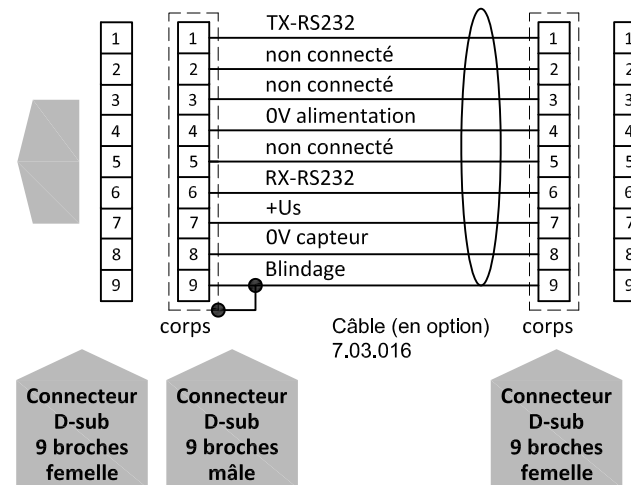 TX-RS232
1 1 1 1
non connecté
2 2 2 2
non connecté
3 3 3 3
0V alimentation
4 4 4 4
non connecté
5 5 5 5
RX-RS232
6 6 6 6
+Us
7 7 7 7
0V capteur
8 8 8 8
Blindage
9 9 9 9
corps
Câble (en option)
7.03.016
corps
Connecteur
D-sub
9 broches
femelle
Connecteur
D-sub
9 broches
mâle
Connecteur
D-sub
9 broches
femelle